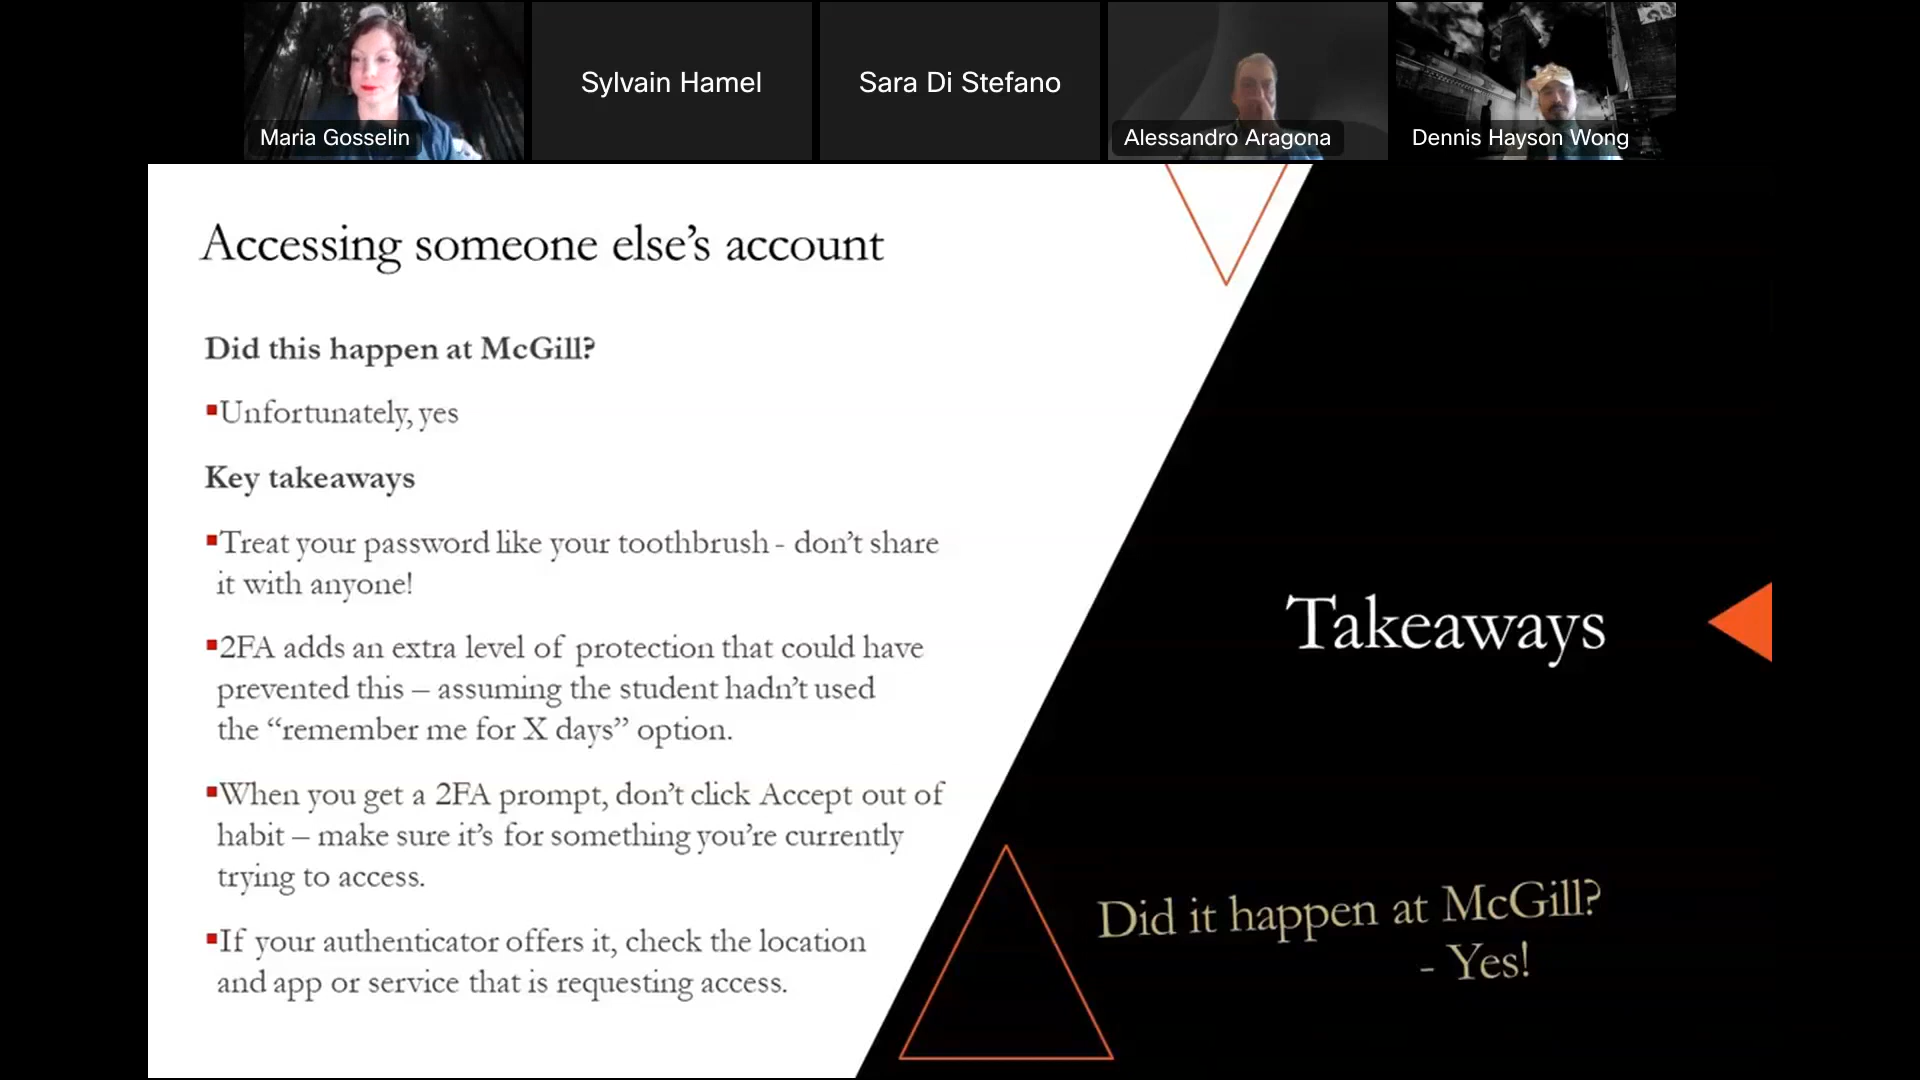 Maria Gosselin
Sylvain Hamel
Sara Di Stefano
Alessandro Aragona
Dennis Hayson Wong
Accessing someone else’s account
Did this happen at McGill?
▪Unfortunately, yes
Key takeaways
▪Treat your password like your toothbrush - don’t share
it with anyone!
▪2FA adds an extra level of protection that could have
prevented this – assuming the student hadn’t used
the “remember me for X days” option.
▪When you get a 2FA prompt, don’t click Accept out of
habit – make sure it’s for something you’re currently
trying to access.
▪If your authenticator offers it, check the location
and app or service that is requesting access.
Takeaways
Did it happen at McGill?
- Yes!